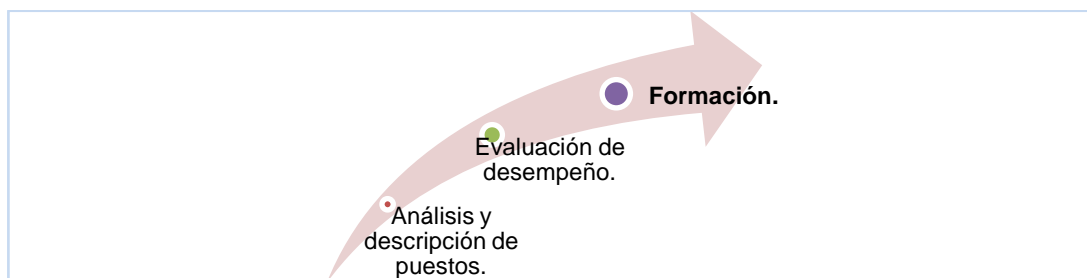 Formación.
Evaluación de
desempeño.
Análisis y
descripción de
puestos.